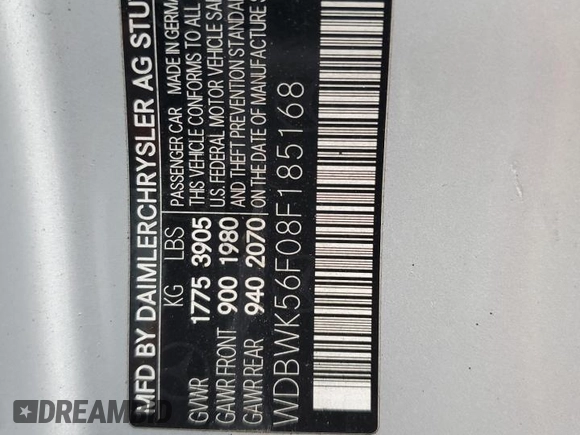 MFD BY DAIMLERCHRYSLER AG STU
KG LBS PASSENGER CAR MADE IN GERMA
GVWR 1775 3905 THIS VEHICLE CONFORMS TO ALL
GAWR FRONT 900 1980 U.S. FEDERAL MOTOR VEHICLE SA
GAWR REAR 940 2070 AND THEFT PREVENTION STANDA
ON THE DATE OF MANUFACTURE S
WDBWK56F08F185168
DREAMBID